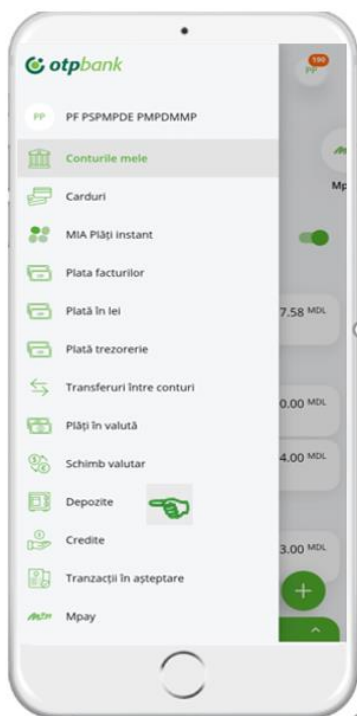 otpbank
190
PP
PP
PF PSPMPDE PMPDMMP
Conturile mele
Carduri
Mp
MIA Plăți instant
Plata facturilor
Plată în lei
7.58 MDL
Plată trezorerie
Transferuri între conturi
0.00 MDL
Plăți în valută
4.00 MDL
Schimb valutar
Depozite
Credite
3.00 MDL
Tranzacții în așteptare
Mpay